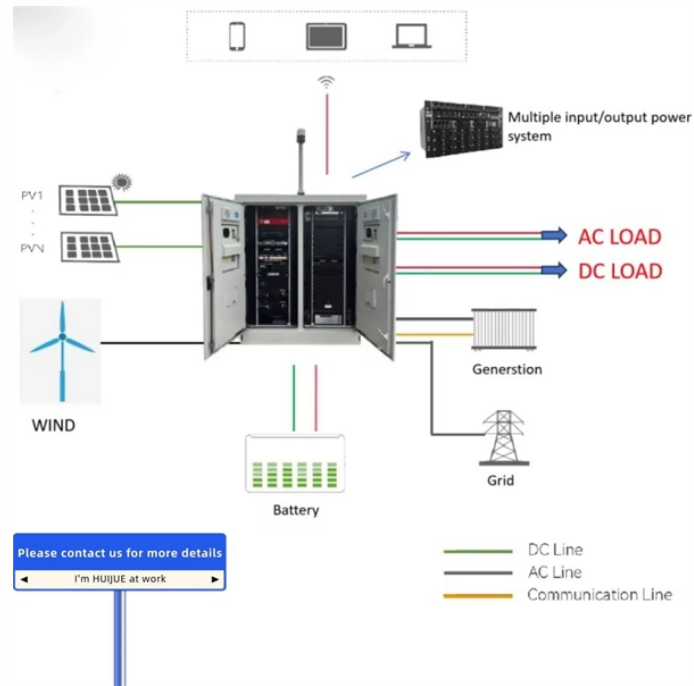 Multiple input/output power
system
PV1
PVN
AC LOAD
DC LOAD
WIND
Generstion
Grid
Battery
Please contact us for more details
I'm HUIJUE at work
DC Line
AC Line
Communication Line